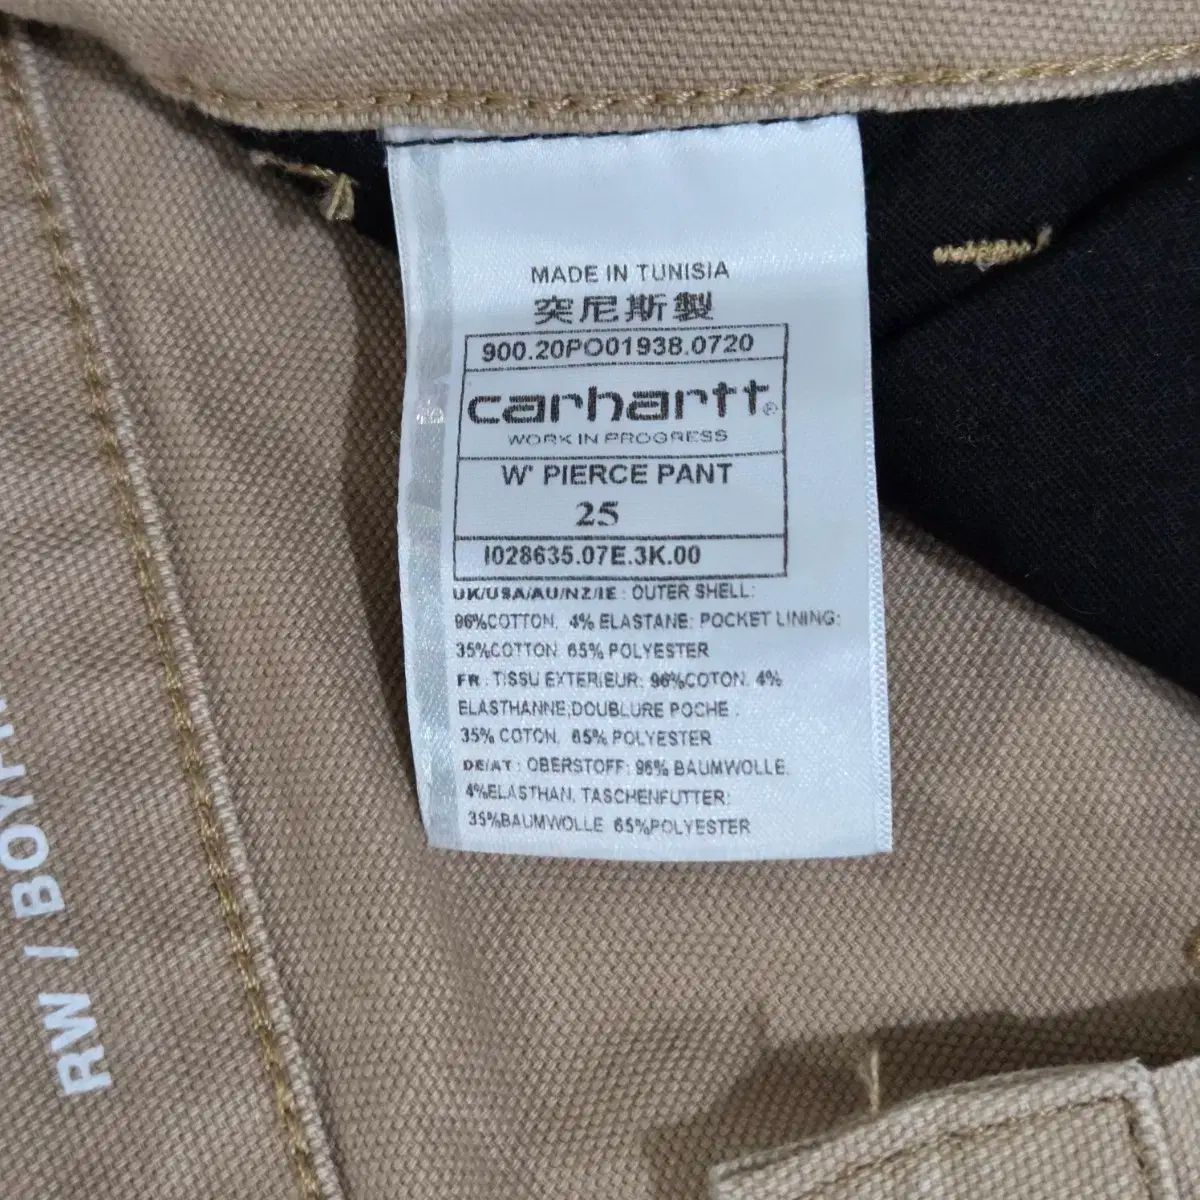 MADE IN TUNISIA
突尼斯製
900.20PO01938.0720
carhartt®
WORK IN PROGRESS
W' PIERCE PANT
25
I028635.07E.3K.00
UK/USA/AU/NZ/IE : OUTER SHELL:
96%COTTON, 4% ELASTANE; POCKET LINING:
35%COTTON 65% POLYESTER
FR : TISSU EXTERIEUR: 96%COTON. 4%
ELASTHANNE;DOUBLURE POCHE :
35% COTON, 65% POLYESTER
DE/AT : OBERSTOFF: 96% BAUMWOLLE.
4%ELASTHAN, TASCHENFUTTER:
35%BAUMWOLLE 65%POLYESTER
RW / BOYFR